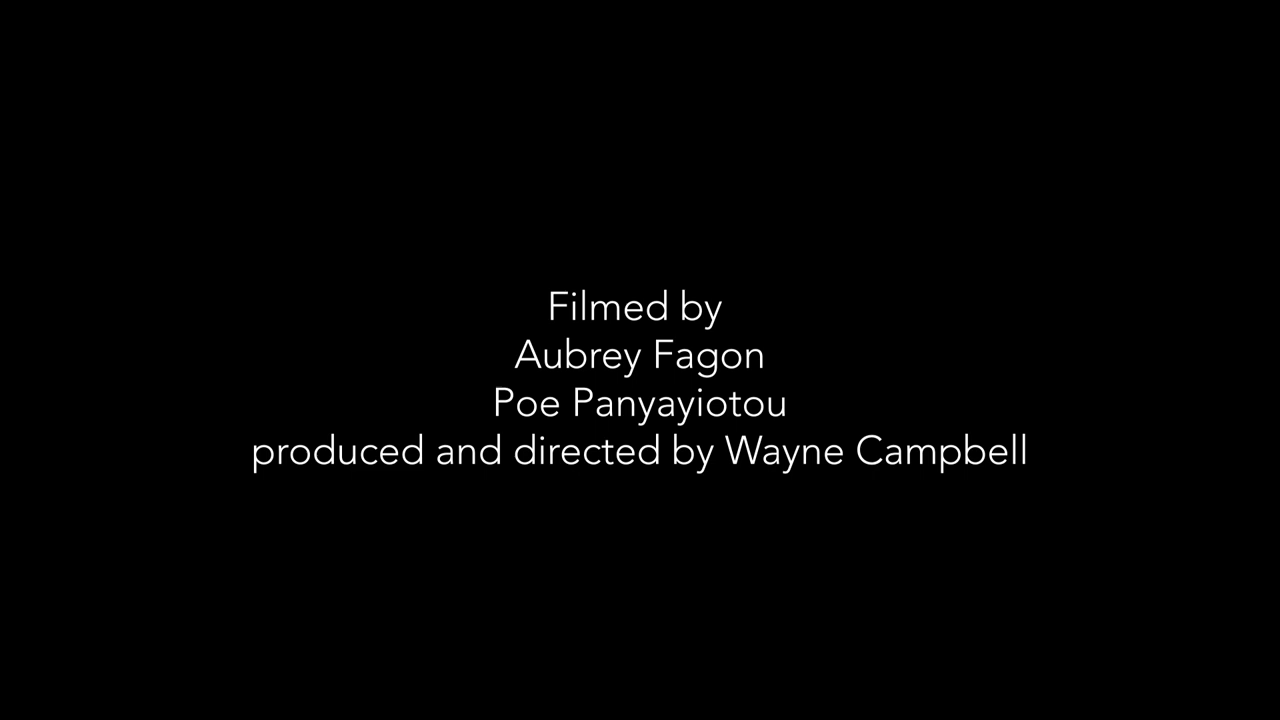 Filmed by
Aubrey Fagon
Poe Panyayiotou
produced and directed by Wayne Campbell